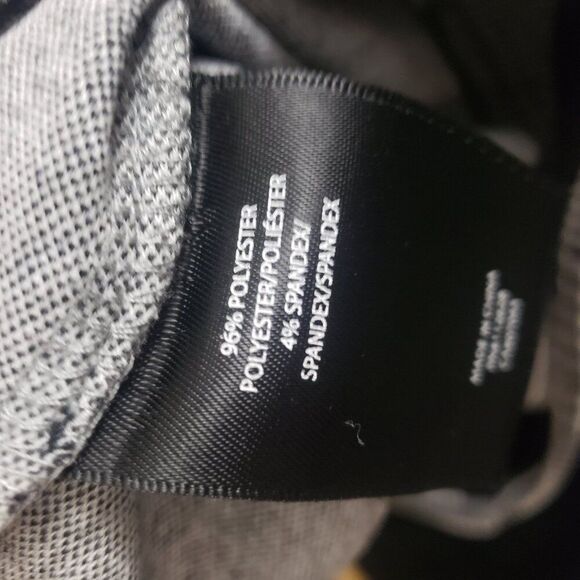 96% POLYESTER
POLYESTER/POLIÉSTER
4% SPANDEX/
SPANDEX/SPANDEX
MADE IN CHINA